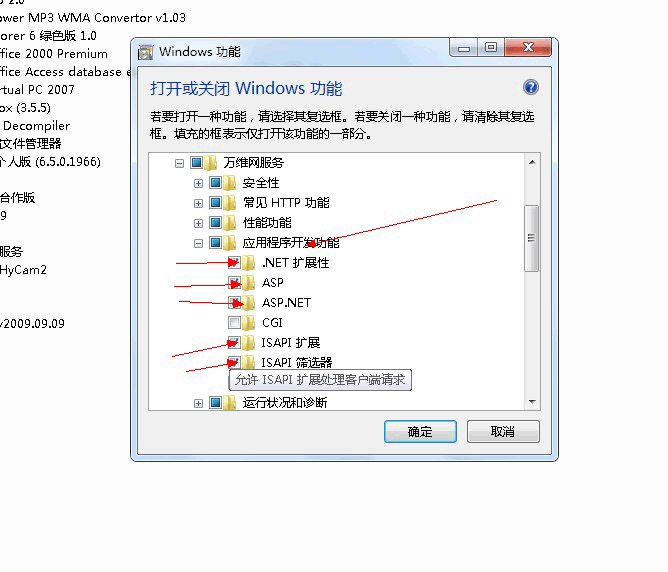 ower MP3 WMA Convertor v1.03
orer 6 绿色版 1.0
ffice 2000 Premium
ffice Access database e
rtual PC 2007
ox (3.5.5)
Decompiler
文件管理器
个人版 (6.5.0.1966)
合作版
9
服务
HyCam2
v2009.09.09
Windows 功能
打开或关闭 Windows 功能
若要打开一种功能，请选择其复选框。若要关闭一种功能，请清除其复选
框。填充的框表示仅打开该功能的一部分。
万维网服务
安全性
常见 HTTP 功能
性能功能
应用程序开发功能
.NET 扩展性
ASP
ASP.NET
CGI
ISAPI 扩展
ISAPI 筛选器
允许 ISAPI 扩展处理客户端请求
运行状况和诊断
确定
取消